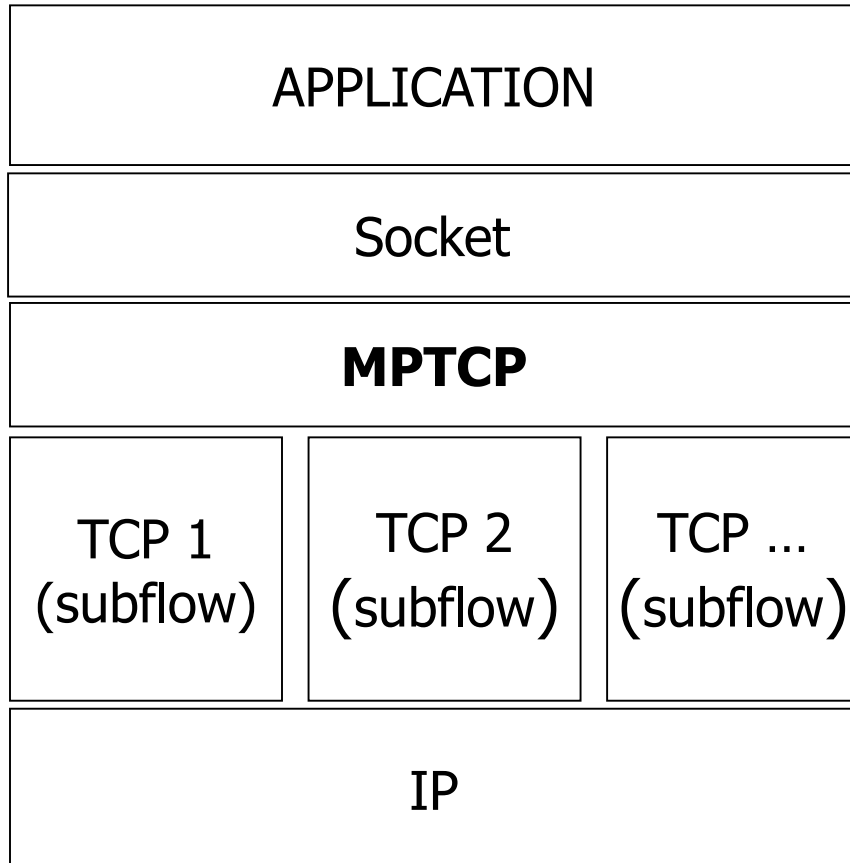 APPLICATION
Socket
MPTCP
TCP 1
(subflow)
TCP 2
(subflow)
TCP …
(subflow)
IP